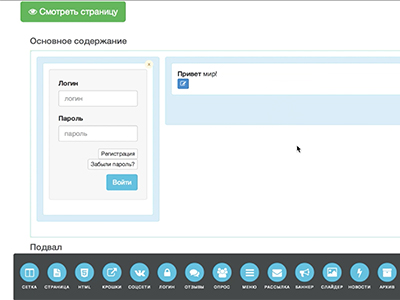 Смотреть страницу
Основное содержание
Логин
логин
Пароль
пароль
Регистрация
Забыли пароль?
Войти
Привет мир!
Подвал
СЕТКА
СТРАНИЦА
HTML
КРОШКИ
СОЦСЕТИ
ЛОГИН
ОТЗЫВЫ
ОПРОС
МЕНЮ
РАССЫЛКА
БАННЕР
СЛАЙДЕР
НОВОСТИ
АРХИВ